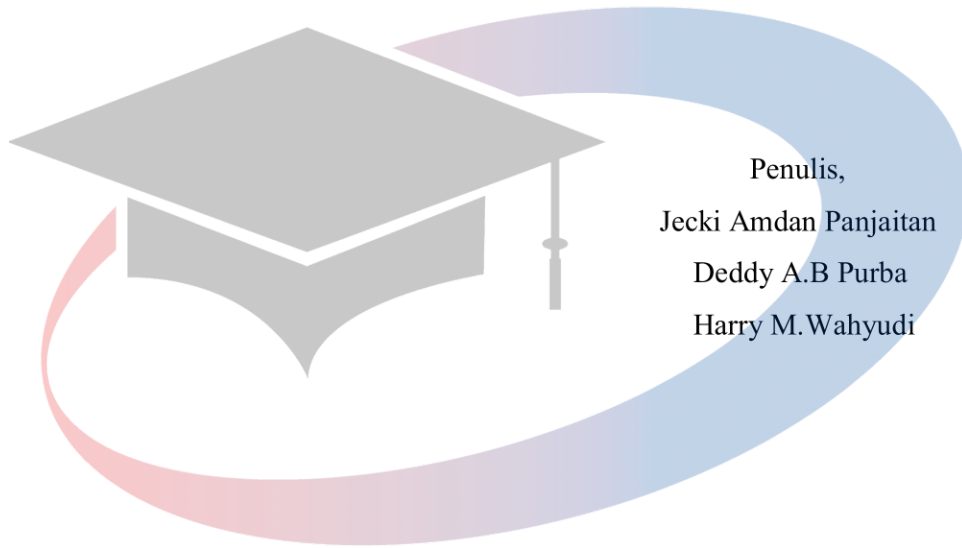 Penulis,
Jecki Amdan Panjaitan
Deddy A.B Purba
Harry M.Wahyudi